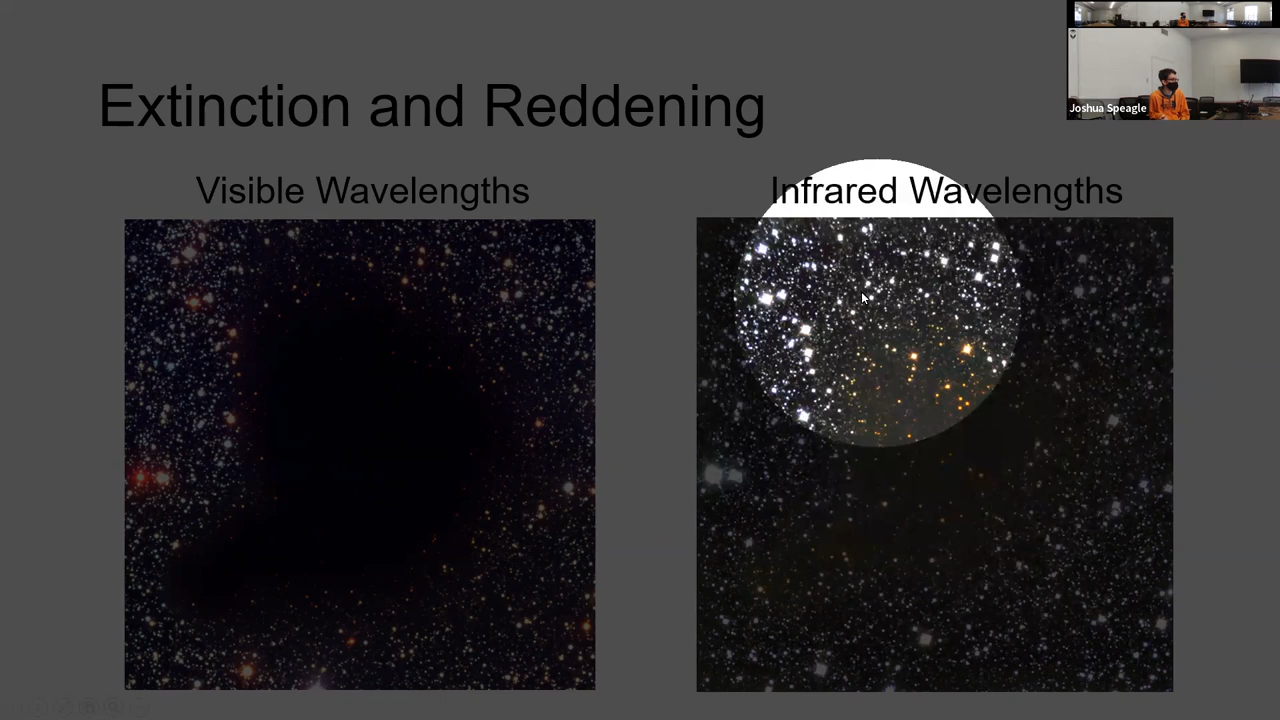 Extinction and Reddening
Joshua Speagle
Visible Wavelengths
Infrared Wavelengths